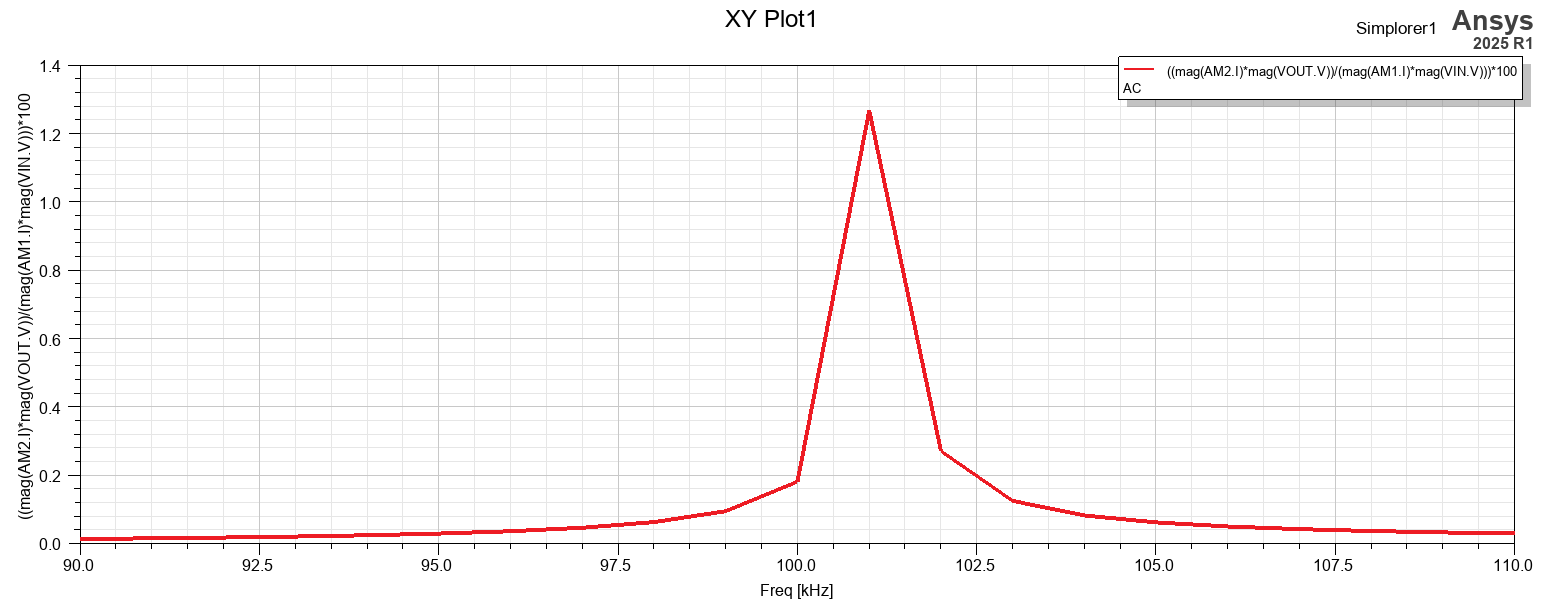 XY Plot1
Simplorer1
Ansys
2025 R1
((mag(AM2.I)*mag(VOUT.V))/(mag(AM1.I)*mag(VIN.V)))*100
AC
((mag(AM2.I)*mag(VOUT.V))/(mag(AM1.I)*mag(VIN.V)))*100
1.4
1.2
1.0
0.8
0.6
0.4
0.2
0.0
90.0 92.5 95.0 97.5 100.0 102.5 105.0 107.5 110.0
Freq [kHz]